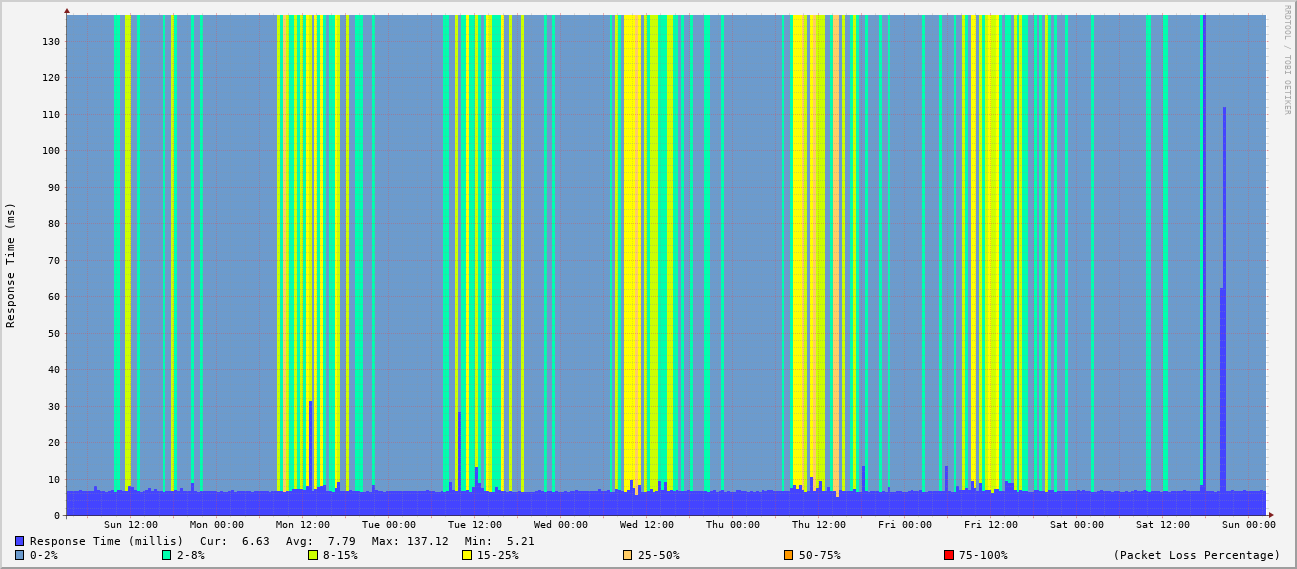 RRDTOOL / TOBI OETIKER
Response Time (ms)
130
120
110
100
90
80
70
60
50
40
30
20
10
0
Sun 12:00 Mon 00:00 Mon 12:00 Tue 00:00 Tue 12:00 Wed 00:00 Wed 12:00 Thu 00:00 Thu 12:00 Fri 00:00 Fri 12:00 Sat 00:00 Sat 12:00 Sun 00:00
Response Time (millis) Cur: 6.63 Avg: 7.79 Max: 137.12 Min: 5.21
0-2% 2-8% 8-15% 15-25% 25-50% 50-75% 75-100% (Packet Loss Percentage)